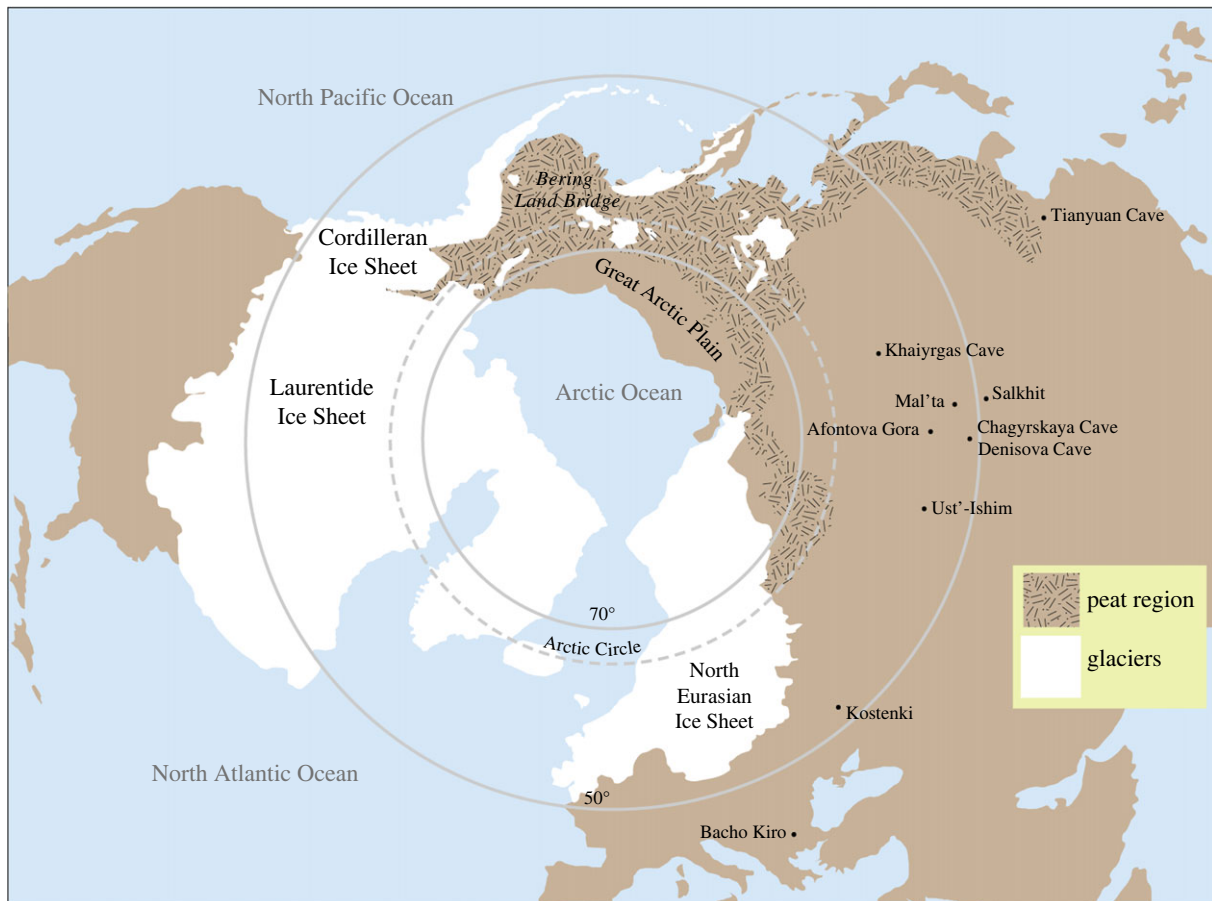 North Pacific Ocean
Bering
Land Bridge
Tianyuan Cave
Cordilleran
Ice Sheet
Great Arctic Plain
Khaiyrgas Cave
Laurentide
Ice Sheet
Arctic Ocean
Salkhit
Mal’ta
Afontova Gora
Chagyrskaya Cave
Denisova Cave
Ust’-Ishim
peat region
glaciers
70°
Arctic Circle
North
Eurasian
Ice Sheet
Kostenki
North Atlantic Ocean
50°
Bacho Kiro